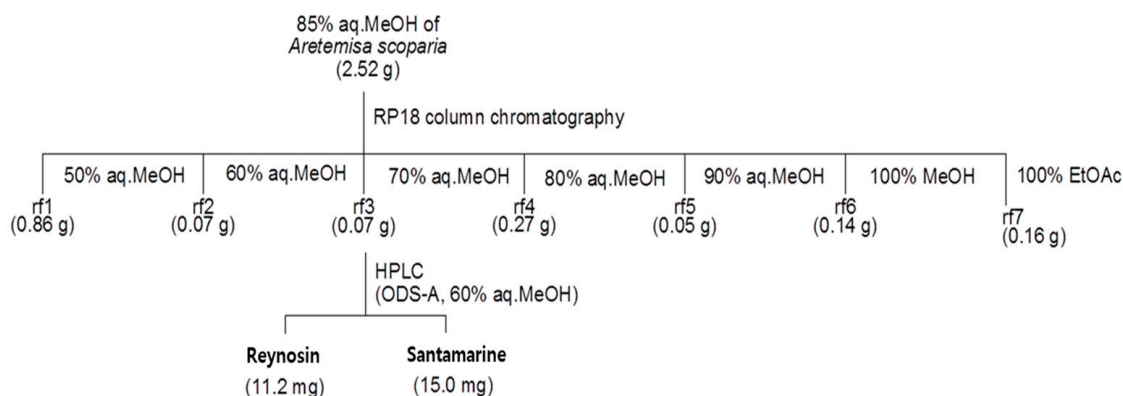 85% aq.MeOH of
Aretemisa scoparia
(2.52 g)
RP18 column chromatography
50% aq.MeOH
60% aq.MeOH
70% aq.MeOH
80% aq.MeOH
90% aq.MeOH
100% MeOH
100% EtOAc
rf1
(0.86 g)
rf2
(0.07 g)
rf3
(0.07 g)
rf4
(0.27 g)
rf5
(0.05 g)
rf6
(0.14 g)
rf7
(0.16 g)
HPLC
(ODS-A, 60% aq.MeOH)
Reynosin
(11.2 mg)
Santamarine
(15.0 mg)